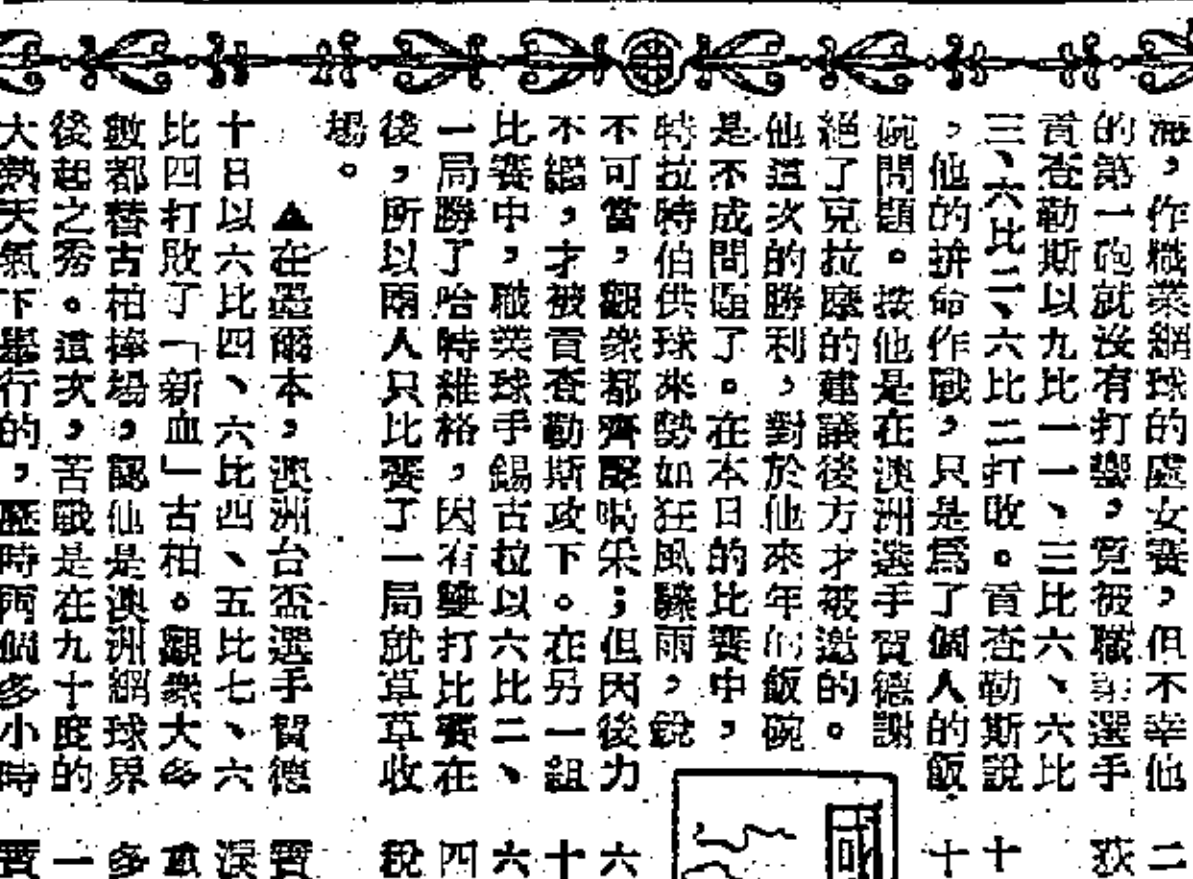 海，作職業網球的處女賽，但不幸他
的第一砲就沒有打響，竟被職業選手
貢查勒斯以九比一一、三比六、六比
三、六比二、六比二打敗。貢查勒斯說
，他的拚命作戰，只是爲了個人的飯
碗問題。按他是在澳洲選手賀德謝
絕了克拉麼的建議後方才被邀的。
他這次的勝利，對於他來年的飯碗
是不成問題了。在本日的比賽中，
特拉特伯供球來勢如狂風驟雨，銳
不可當，觀衆都齊聲喝采；但因後力
不繼，才被貢查勒斯攻下。在另一組
比賽中，職業球手錫古拉以六比二、
一局勝了哈特維格，因有雙打比賽在
後，所以兩人只比賽了一局就草草收
場。
▲在墨爾本，澳洲台盃選手賀德
十日以六比四、六比四、五比七、六
比四打敗了「新血」古柏。觀衆大多
數都替古柏捧場，認他是澳洲網球界
後起之秀。這次，苦戰是在九十度的
大熱天氣下舉行的，歷時兩個多小時